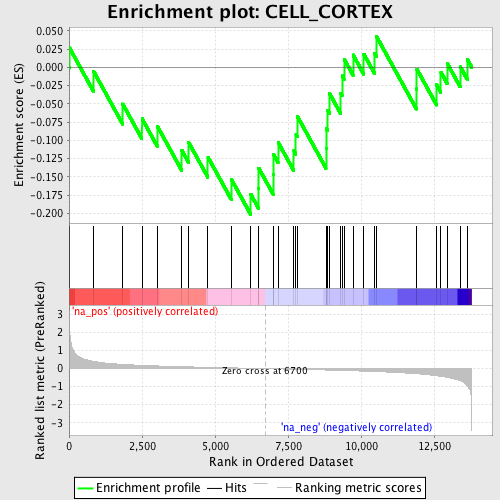 Enrichment plot: CELL_CORTEX
Enrichment score (ES)
0.050
0.025
0.000
-0.025
-0.050
-0.075
-0.100
-0.125
-0.150
-0.175
-0.200
'na_pos' (positively correlated)
Ranked list metric (PreRanked)
3
2
1
0
-1
-2
-3
Zero cross at 6700
'na_neg' (negatively correlated)
0 2,500 5,000 7,500 10,000 12,500
Rank in Ordered Dataset
Enrichment profile Hits Ranking metric scores